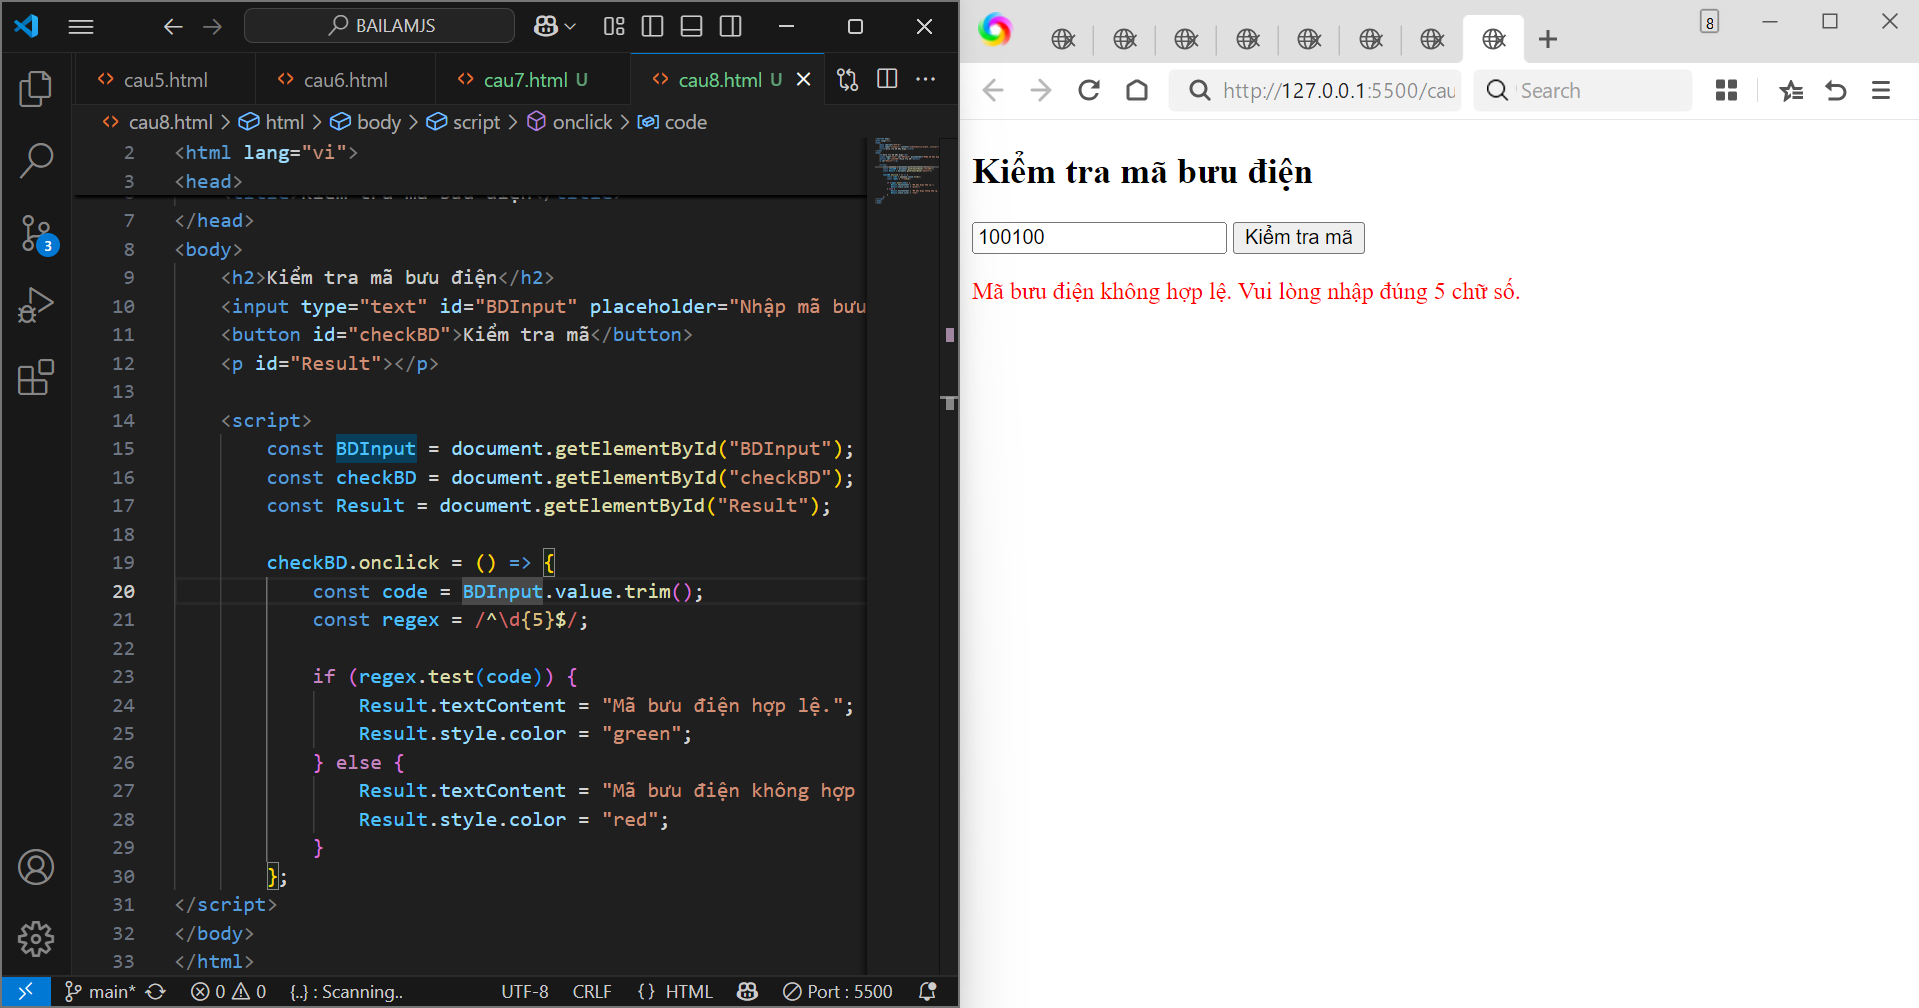 BAILAMJS
cau5.html
cau6.html
cau7.html U
cau8.html U
cau8.html > html > body > script > onclick > code
2 <html lang="vi">
3 <head>
7 </head>
8 <body>
9 <h2>Kiểm tra mã bưu điện</h2>
10 <input type="text" id="BDInput" placeholder="Nhập mã bưu
11 <button id="checkBD">Kiểm tra mã</button>
12 <p id="Result"></p>
13
14 <script>
15 const BDInput = document.getElementById("BDInput");
16 const checkBD = document.getElementById("checkBD");
17 const Result = document.getElementById("Result");
18
19 checkBD.onclick = () => {
20 const code = BDInput.value.trim();
21 const regex = /^\d{5}$/;
22
23 if (regex.test(code)) {
24 Result.textContent = "Mã bưu điện hợp lệ.";
25 Result.style.color = "green";
26 } else {
27 Result.textContent = "Mã bưu điện không hợp
28 Result.style.color = "red";
29 }
30 };
31 </script>
32 </body>
33 </html>
3
main* 0 0 {..} : Scanning.. UTF-8 CRLF {} HTML Port : 5500
8
http://127.0.0.1:5500/cau
Search
Kiểm tra mã bưu điện
100100 Kiểm tra mã
Mã bưu điện không hợp lệ. Vui lòng nhập đúng 5 chữ số.